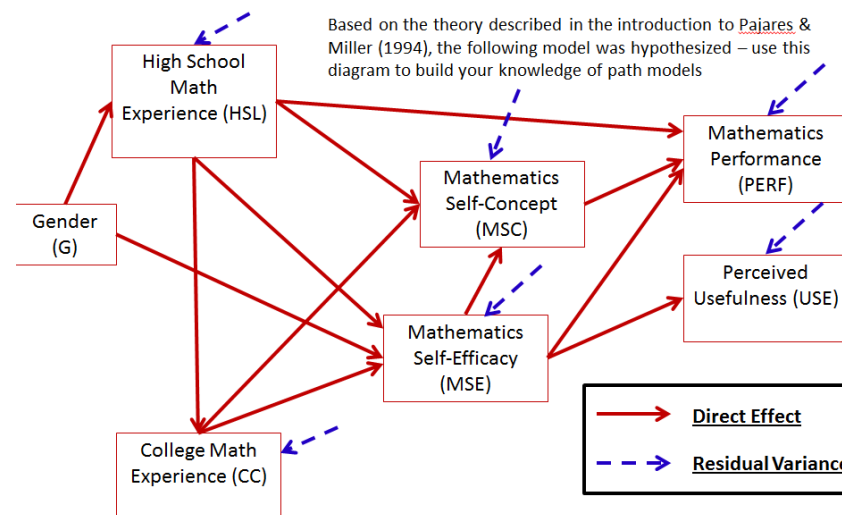 Based on the theory described in the introduction to Pajares &
Miller (1994), the following model was hypothesized – use this
diagram to build your knowledge of path models
High School
Math
Experience (HSL)
Mathematics
Performance
(PERF)
Mathematics
Self-Concept
(MSC)
Gender
(G)
Perceived
Usefulness (USE)
Mathematics
Self-Efficacy
(MSE)
College Math
Experience (CC)
Direct Effect
Residual Variance